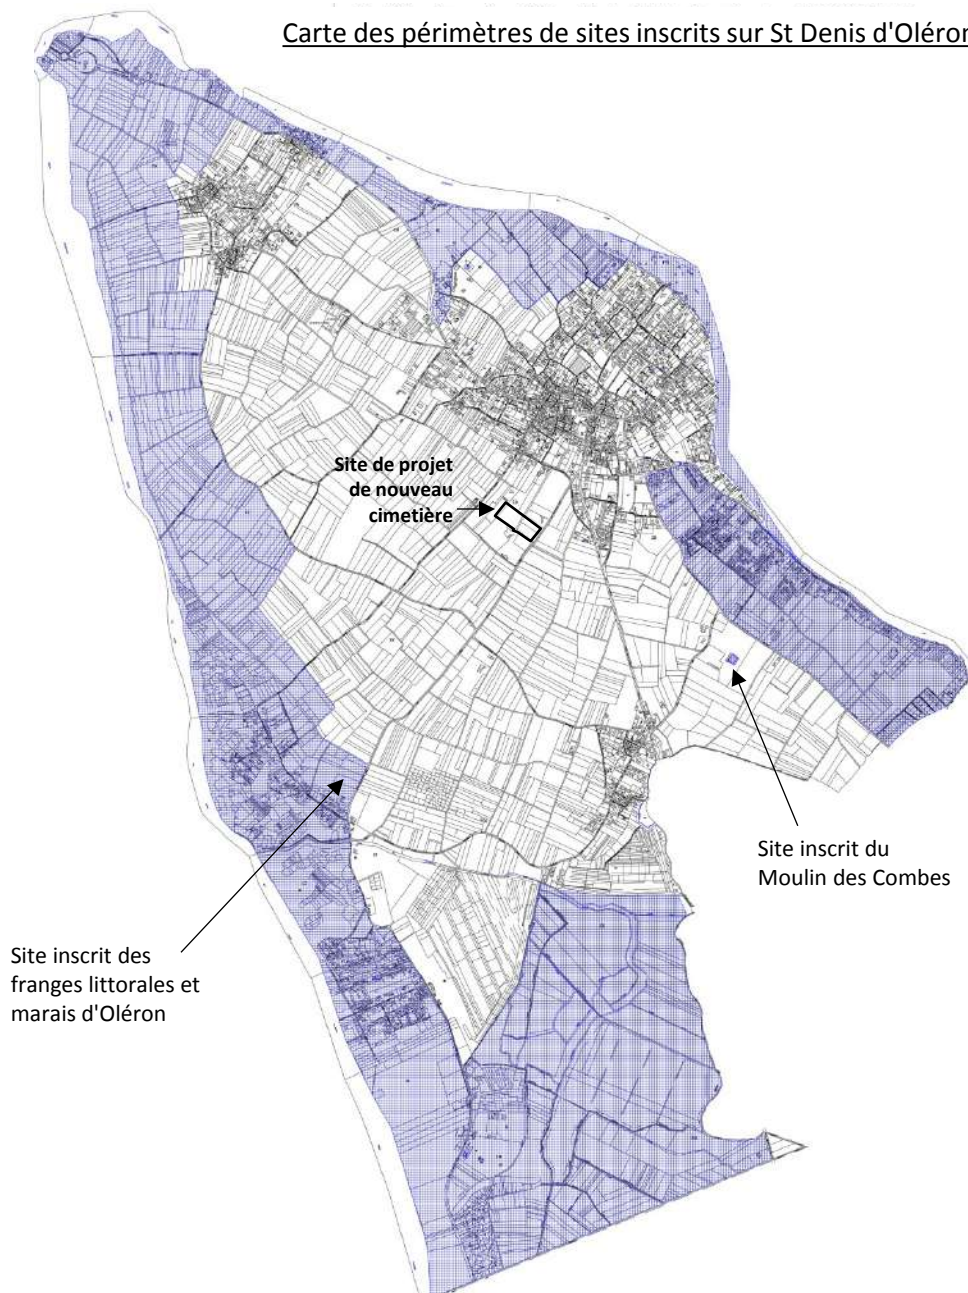 Carte des périmètres de sites inscrits sur St Denis d'Oléron
Site de projet
de nouveau
cimetière
Site inscrit du
Moulin des Combes
Site inscrit des
franges littorales et
marais d'Oléron